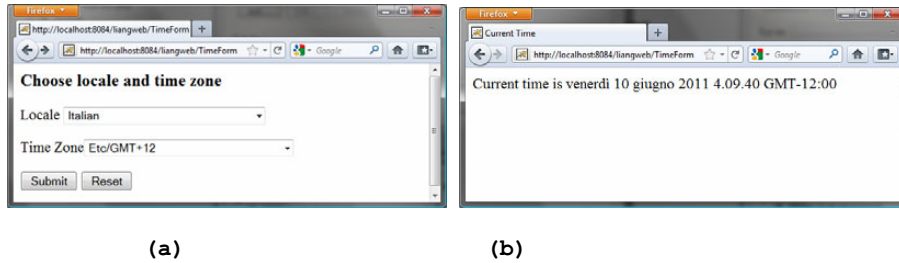 Firefox
http://localhost:8084/liangweb/TimeForm
http://localhost:8084/liangweb/TimeForm
Google
Choose locale and time zone
Locale Italian
Time Zone Etc/GMT+12
Submit Reset
(a)
Firefox
Current Time
http://localhost:8084/liangweb/TimeForm
Google
Current time is venerdì 10 giugno 2011 4.09.40 GMT-12:00
(b)